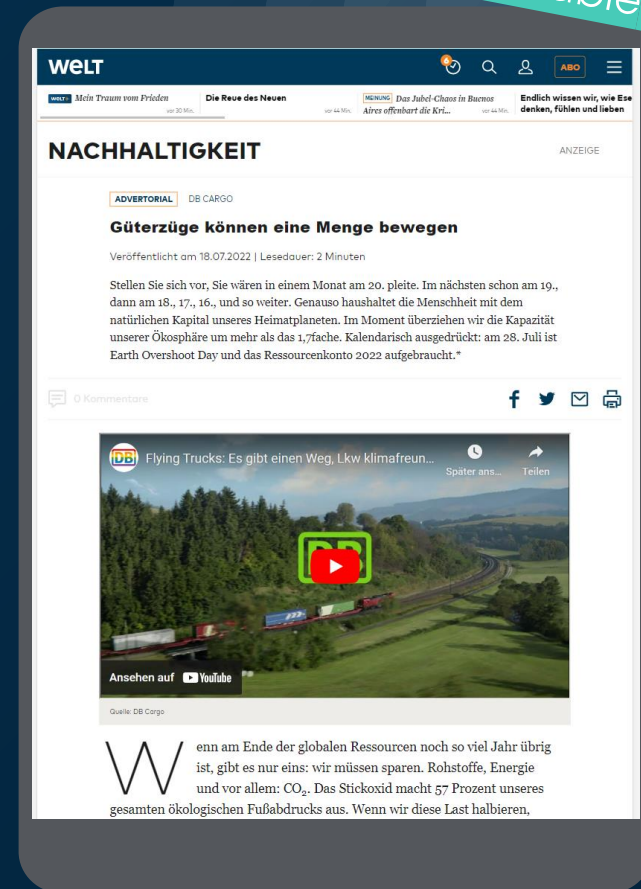 WELT
6
ABO
WELT+ Mein Traum vom Frieden
vor 30 Min.
Die Reue des Neuen
vor 44 Min.
MEINUNG Das Jubel-Chaos in Buenos
Aires offenbart die Kri...
vor 44 Min.
Endlich wissen wir, wie Ese
denken, fühlen und lieben
NACHHALTIGKEIT
ANZEIGE
ADVERTORIAL DB CARGO
Güterzüge können eine Menge bewegen
Veröffentlicht am 18.07.2022 | Lesedauer: 2 Minuten
Stellen Sie sich vor, Sie wären in einem Monat am 20. pleite. Im nächsten schon am 19.,
dann am 18., 17., 16., und so weiter. Genauso haushaltet die Menschheit mit dem
natürlichen Kapital unseres Heimatplaneten. Im Moment überziehen wir die Kapazität
unserer Ökosphäre um mehr als das 1,7fache. Kalendarisch ausgedrückt: am 28. Juli ist
Earth Overshoot Day und das Ressourcenkonto 2022 aufgebraucht.*
0 Kommentare
DB Flying Trucks: Es gibt einen Weg, Lkw klimafreun...
Später ans...
Teilen
DB
Ansehen auf YouTube
Quelle: DB Cargo
Wenn am Ende der globalen Ressourcen noch so viel Jahr übrig
ist, gibt es nur eins: wir müssen sparen. Rohstoffe, Energie
und vor allem: CO₂. Das Stickoxid macht 57 Prozent unseres
gesamten ökologischen Fußabdrucks aus. Wenn wir diese Last halbieren,